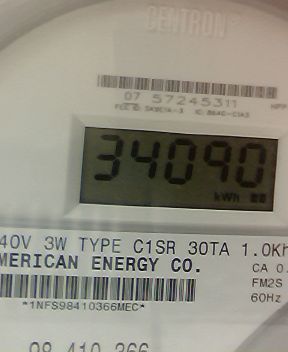 CENTRON®
07 57245311
34090
kWh
40V 3W TYPE C1SR 30TA 1.0Kh
MERICAN ENERGY CO.
CA 0.
FM2S
60Hz
*1NFS98410366MEC*
98 410 366